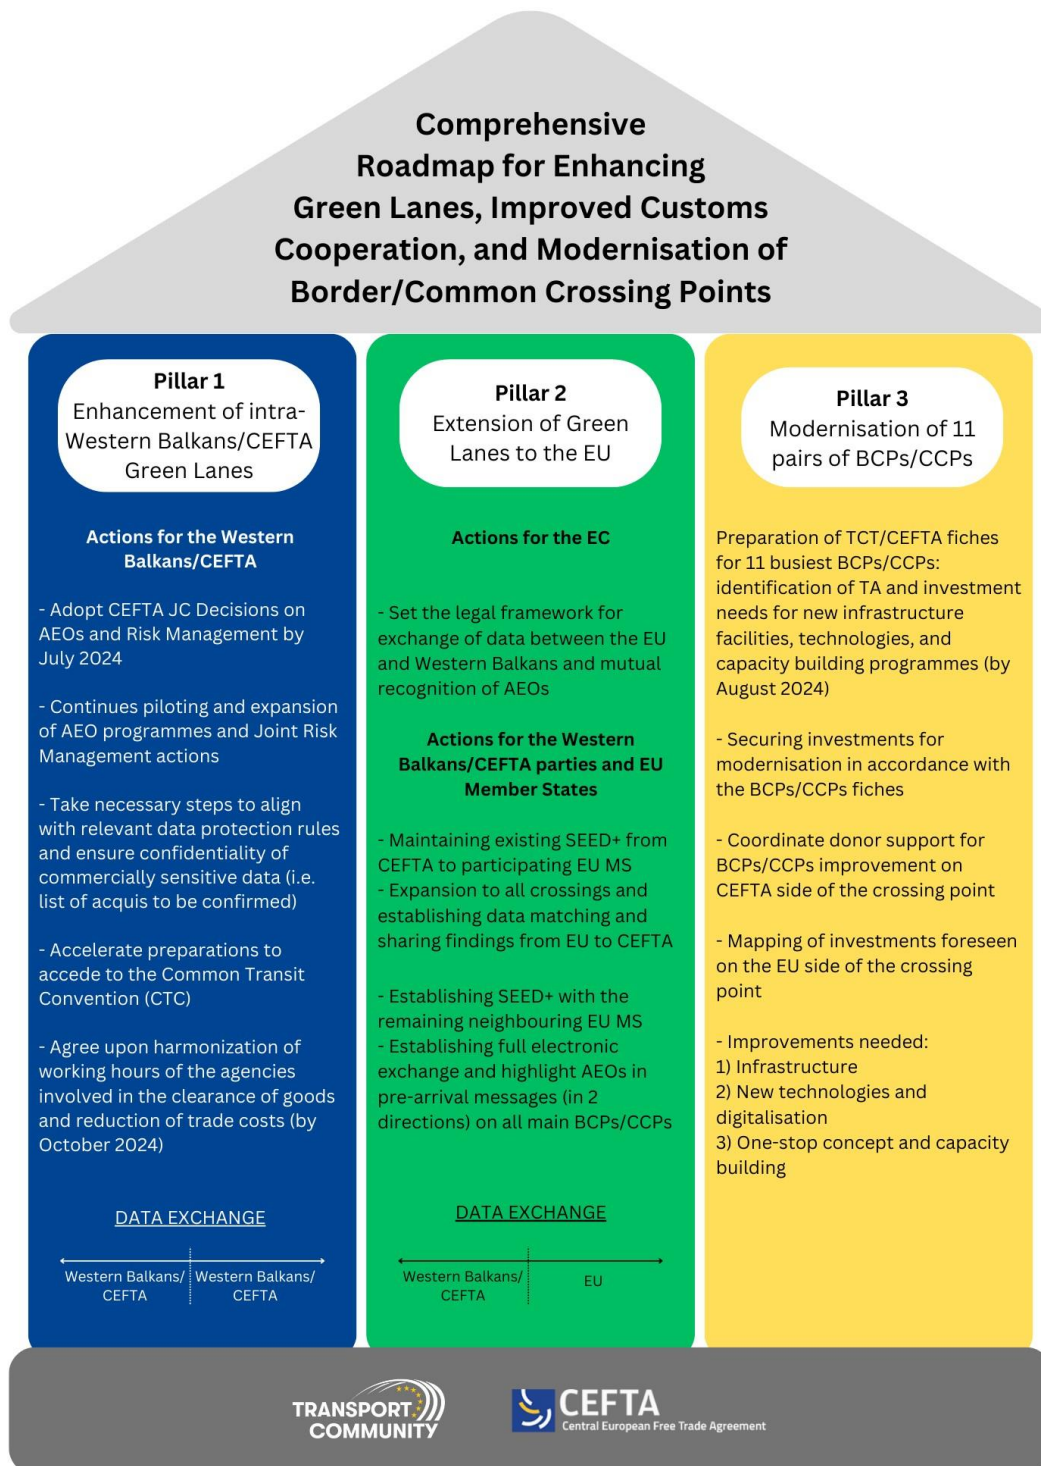 Comprehensive
Roadmap for Enhancing
Green Lanes, Improved Customs
Cooperation, and Modernisation of
Border/Common Crossing Points
Pillar 1
Enhancement of intra-
Western Balkans/CEFTA
Green Lanes
Actions for the Western
Balkans/CEFTA
- Adopt CEFTA JC Decisions on
AEOs and Risk Management by
July 2024
- Continues piloting and expansion
of AEO programmes and Joint Risk
Management actions
- Take necessary steps to align
with relevant data protection rules
and ensure confidentiality of
commercially sensitive data (i.e.
list of acquis to be confirmed)
- Accelerate preparations to
accede to the Common Transit
Convention (CTC)
- Agree upon harmonization of
working hours of the agencies
involved in the clearance of goods
and reduction of trade costs (by
October 2024)
DATA EXCHANGE
Western Balkans/
CEFTA
Western Balkans/
CEFTA
Pillar 2
Extension of Green
Lanes to the EU
Actions for the EC
- Set the legal framework for
exchange of data between the EU
and Western Balkans and mutual
recognition of AEOs
Actions for the Western
Balkans/CEFTA parties and EU
Member States
- Maintaining existing SEED+ from
CEFTA to participating EU MS
- Expansion to all crossings and
establishing data matching and
sharing findings from EU to CEFTA
- Establishing SEED+ with the
remaining neighbouring EU MS
- Establishing full electronic
exchange and highlight AEOs in
pre-arrival messages (in 2
directions) on all main BCPs/CCPs
DATA EXCHANGE
Western Balkans/
CEFTA
EU
Pillar 3
Modernisation of 11
pairs of BCPs/CCPs
Preparation of TCT/CEFTA fiches
for 11 busiest BCPs/CCPs:
identification of TA and investment
needs for new infrastructure
facilities, technologies, and
capacity building programmes (by
August 2024)
- Securing investments for
modernisation in accordance with
the BCPs/CCPs fiches
- Coordinate donor support for
BCPs/CCPs improvement on
CEFTA side of the crossing point
- Mapping of investments foreseen
on the EU side of the crossing
point
- Improvements needed:
1) Infrastructure
2) New technologies and
digitalisation
3) One-stop concept and capacity
building
TRANSPORT
COMMUNITY
CEFTA
Central European Free Trade Agreement